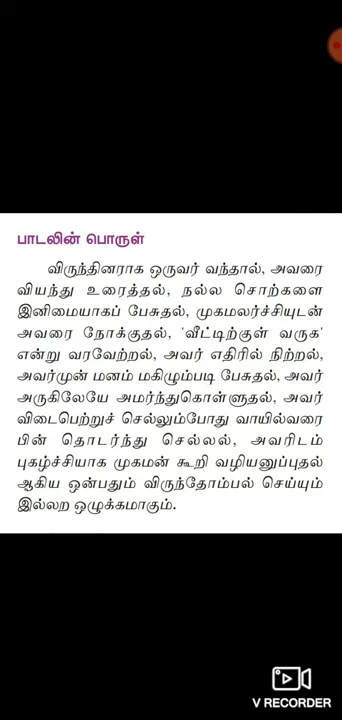 பாடலின் பொருள்
விருந்தினராக ஒருவர் வந்தால், அவரை
வியந்து உரைத்தல், நல்ல சொற்களை
இனிமையாகப் பேசுதல், முகமலர்ச்சியுடன்
அவரை நோக்குதல், 'வீட்டிற்குள் வருக'
என்று வரவேற்றல், அவர் எதிரில் நிற்றல்,
அவர்முன் மனம் மகிழும்படி பேசுதல், அவர்
அருகிலேயே அமர்ந்துகொள்ளுதல், அவர்
விடைபெற்றுச் செல்லும்போது வாயில்வரை
பின் தொடர்ந்து செல்லல், அவரிடம்
புகழ்ச்சியாக முகமன் கூறி வழியனுப்புதல்
ஆகிய ஒன்பதும் விருந்தோம்பல் செய்யும்
இல்லற ஒழுக்கமாகும்.
V RECORDER